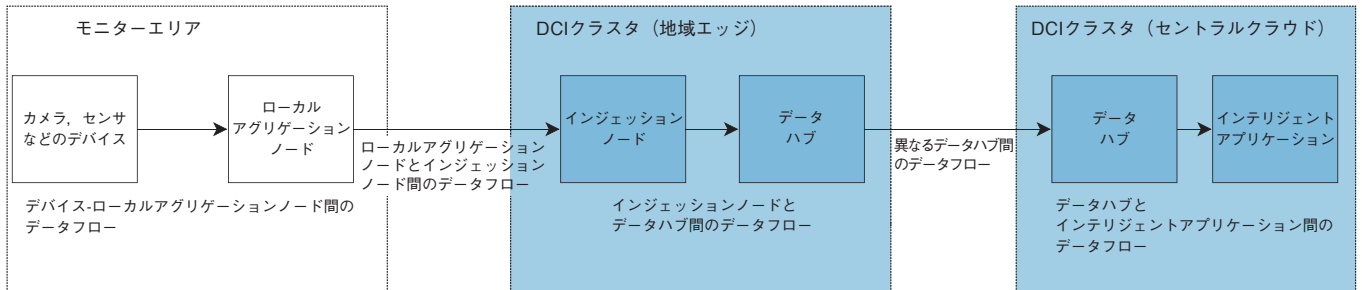 モニターエリア
カメラ，センサ
などのデバイス
ローカル
アグリゲーション
ノード
デバイス-ローカルアグリゲーションノード間の
データフロー
ローカルアグリゲーション
ノードとインジェッション
ノード間のデータフロー
DCIクラスタ（地域エッジ）
インジェッション
ノード
データ
ハブ
インジェッションノードと
データハブ間のデータフロー
異なるデータハブ間
のデータフロー
DCIクラスタ（セントラルクラウド）
データ
ハブ
インテリジェント
アプリケーション
データハブと
インテリジェントアプリケーション間の
データフロー